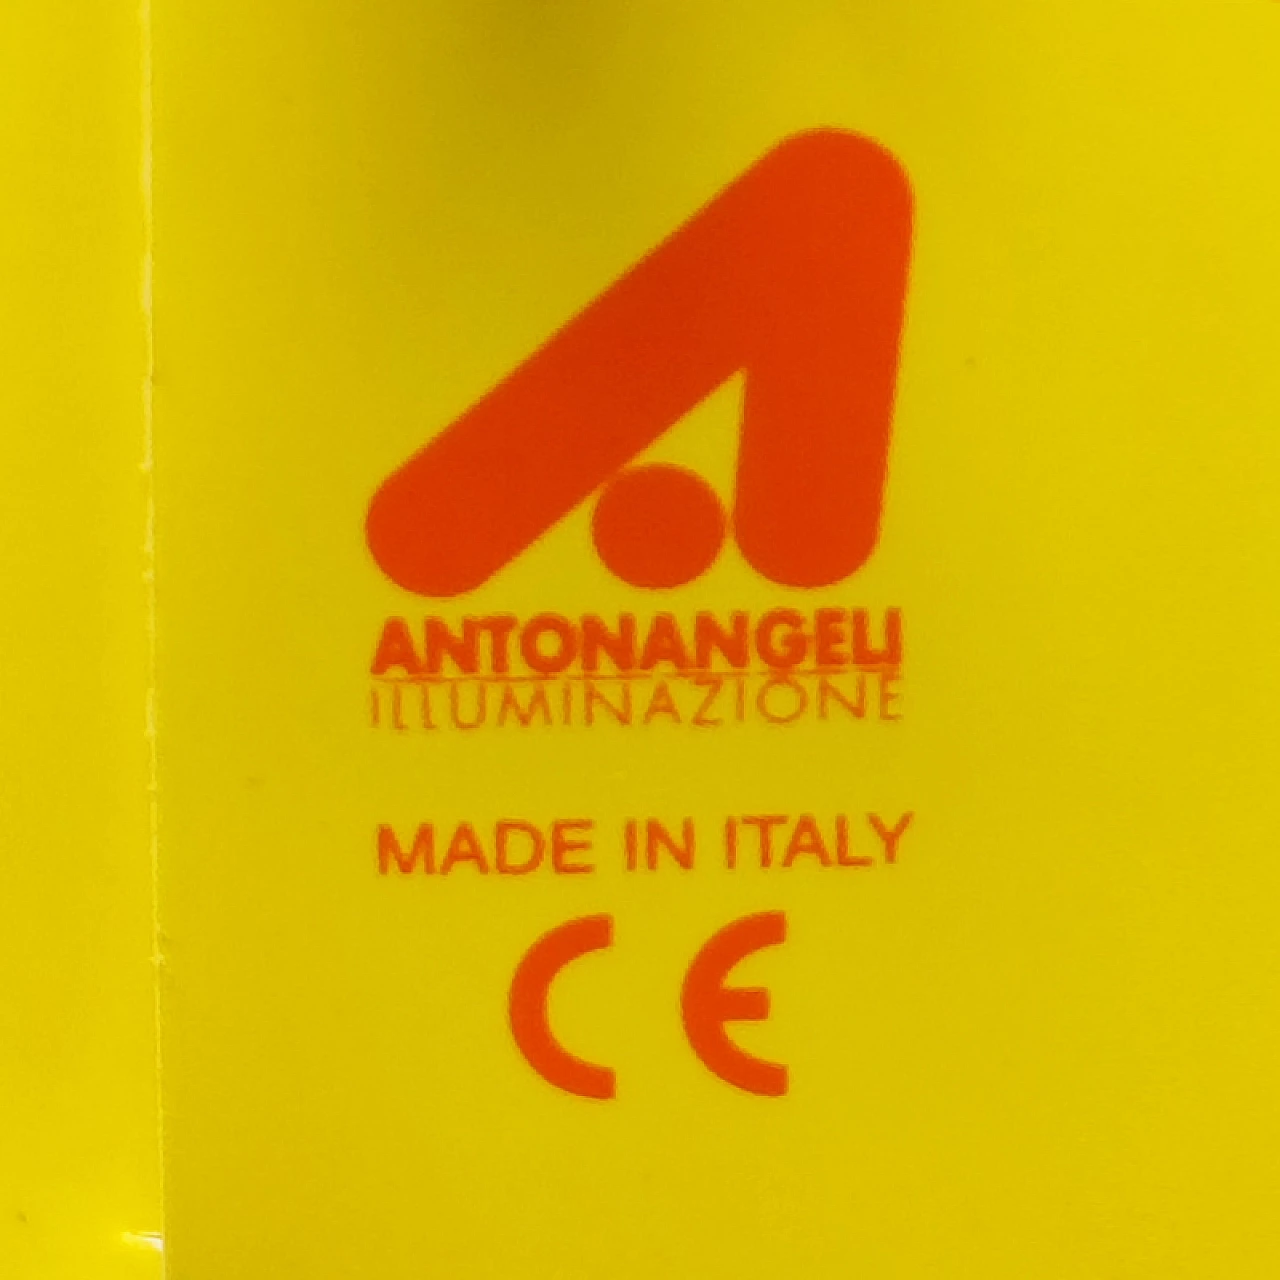 ANTONANGELI
ILLUMINAZIONE
MADE IN ITALY
CE